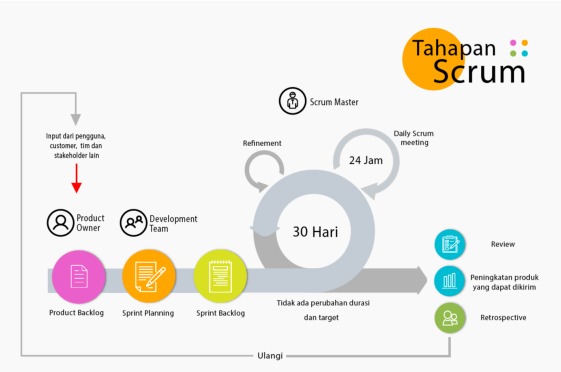 Tahapan
Scrum
Scrum Master
Input dari pengguna,
customer, tim dan
stakeholder lain
Refinement
Daily Scrum
meeting
24 Jam
Product
Owner
Development
Team
30 Hari
Review
Product Backlog
Sprint Planning
Sprint Backlog
Tidak ada perubahan durasi
dan target
Peningkatan produk
yang dapat dikirim
Retrospective
Ulangi